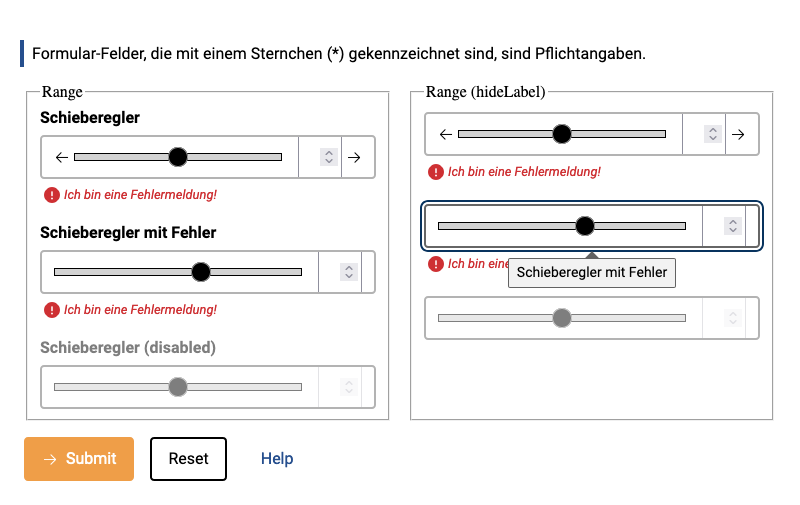 Formular-Felder, die mit einem Sternchen (*) gekennzeichnet sind, sind Pflichtangaben.
Range
Schieberegler
Ich bin eine Fehlermeldung!
Schieberegler mit Fehler
Ich bin eine Fehlermeldung!
Schieberegler (disabled)
Range (hideLabel)
Ich bin eine Fehlermeldung!
Ich bin eine
Schieberegler mit Fehler
Submit
Reset
Help